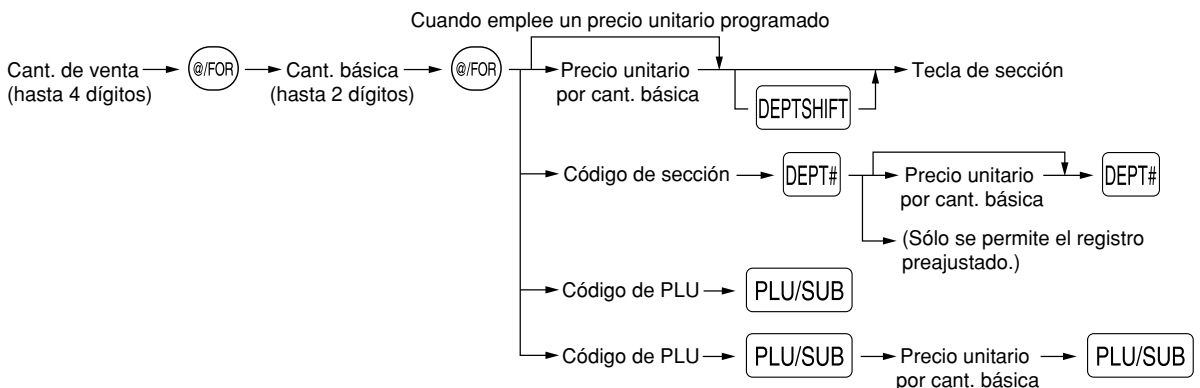 Cuando emplee un precio unitario programado
Cant. de venta @/FOR Cant. básica @/FOR Precio unitario Tecla de sección
(hasta 4 dígitos) (hasta 2 dígitos) por cant. básica
DEPTSHIFT
Código de sección DEPT# Precio unitario DEPT#
por cant. básica
(Sólo se permite el registro
preajustado.)
Código de PLU PLU/SUB
Código de PLU PLU/SUB Precio unitario PLU/SUB
por cant. básica